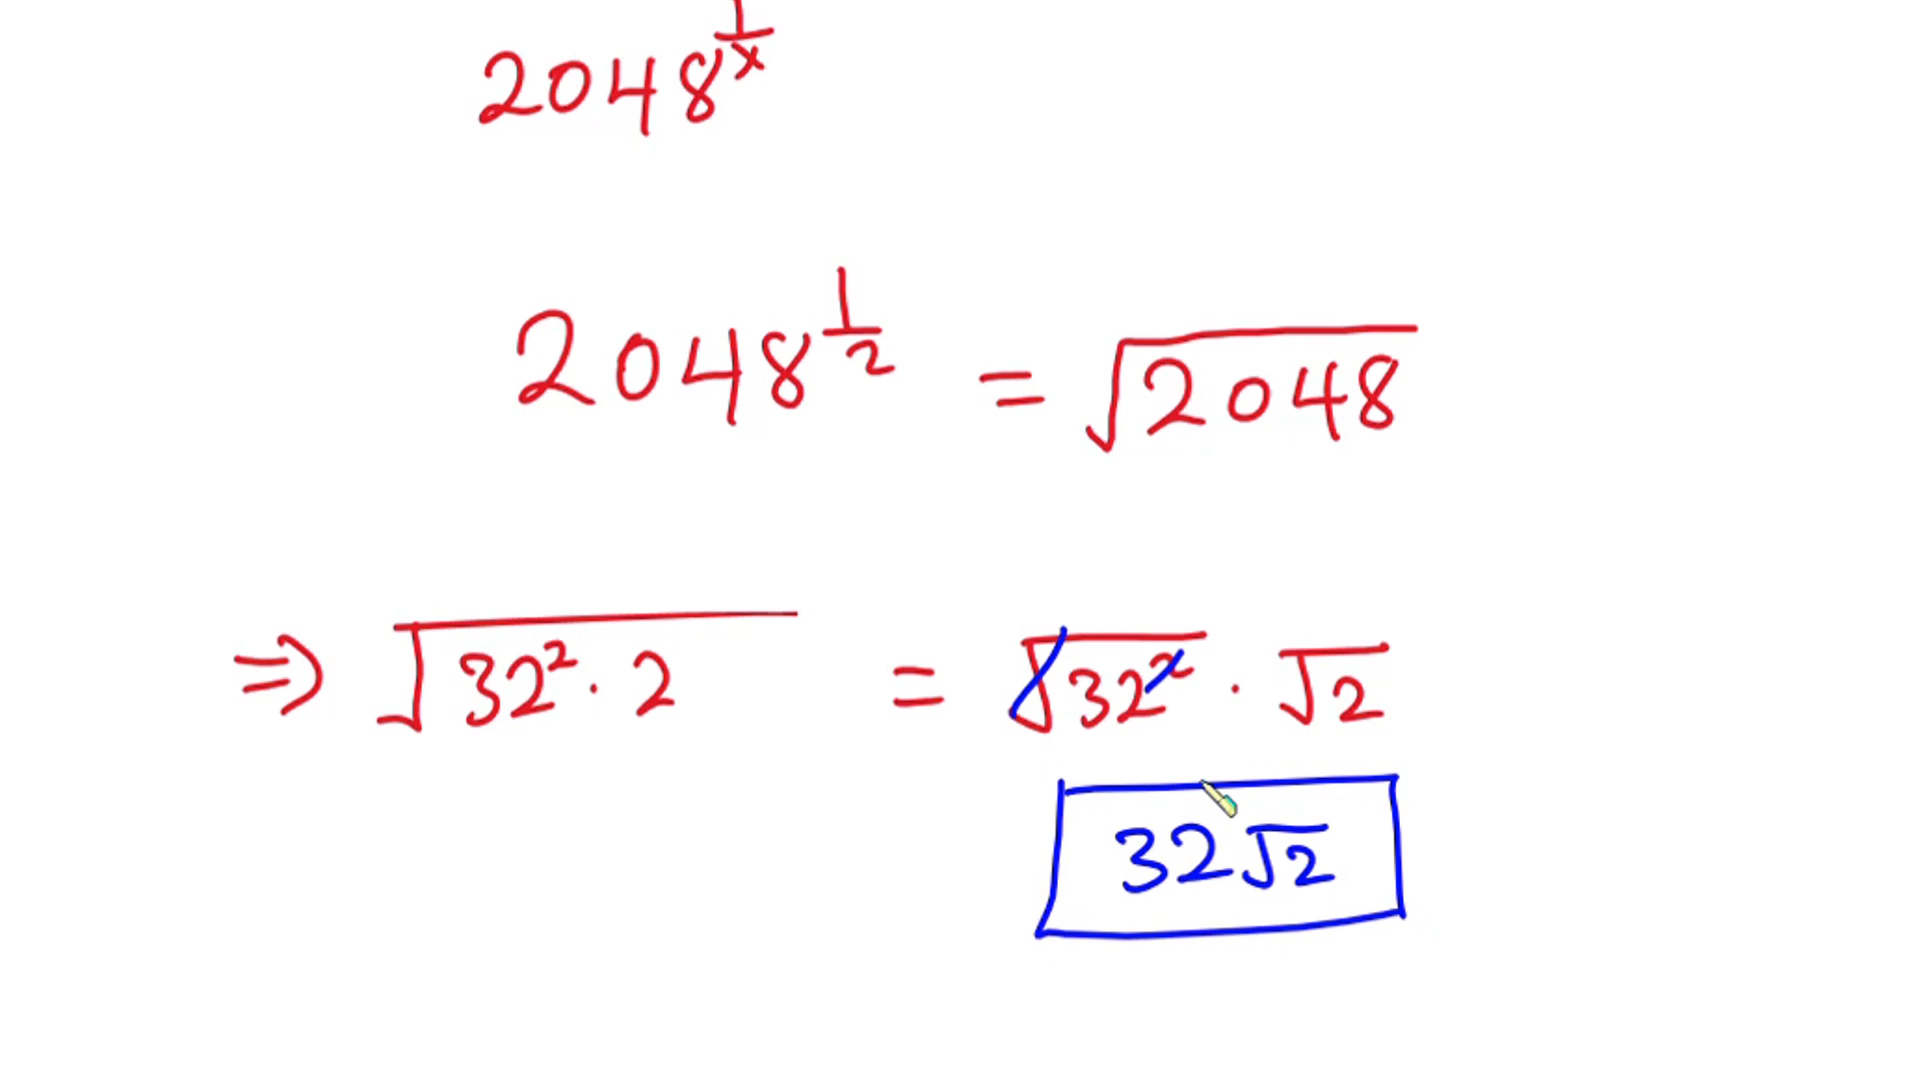 2048^(1/x)
2048^(1/2) = √2048
⇒ √(32² · 2) = √(32²) · √2
32√2